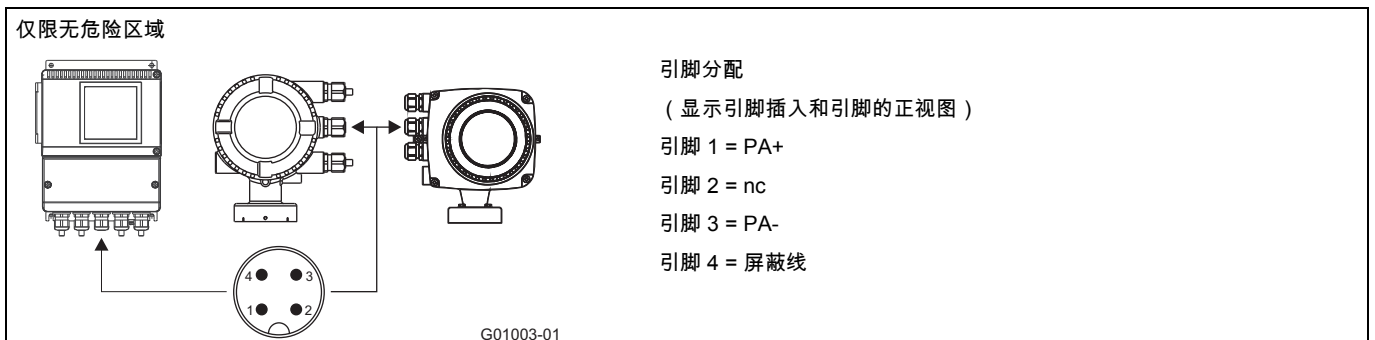 仅限无危险区域
引脚分配
（显示引脚插入和引脚的正视图）
引脚 1 = PA+
引脚 2 = nc
引脚 3 = PA-
引脚 4 = 屏蔽线
4 3
1 2
G01003-01